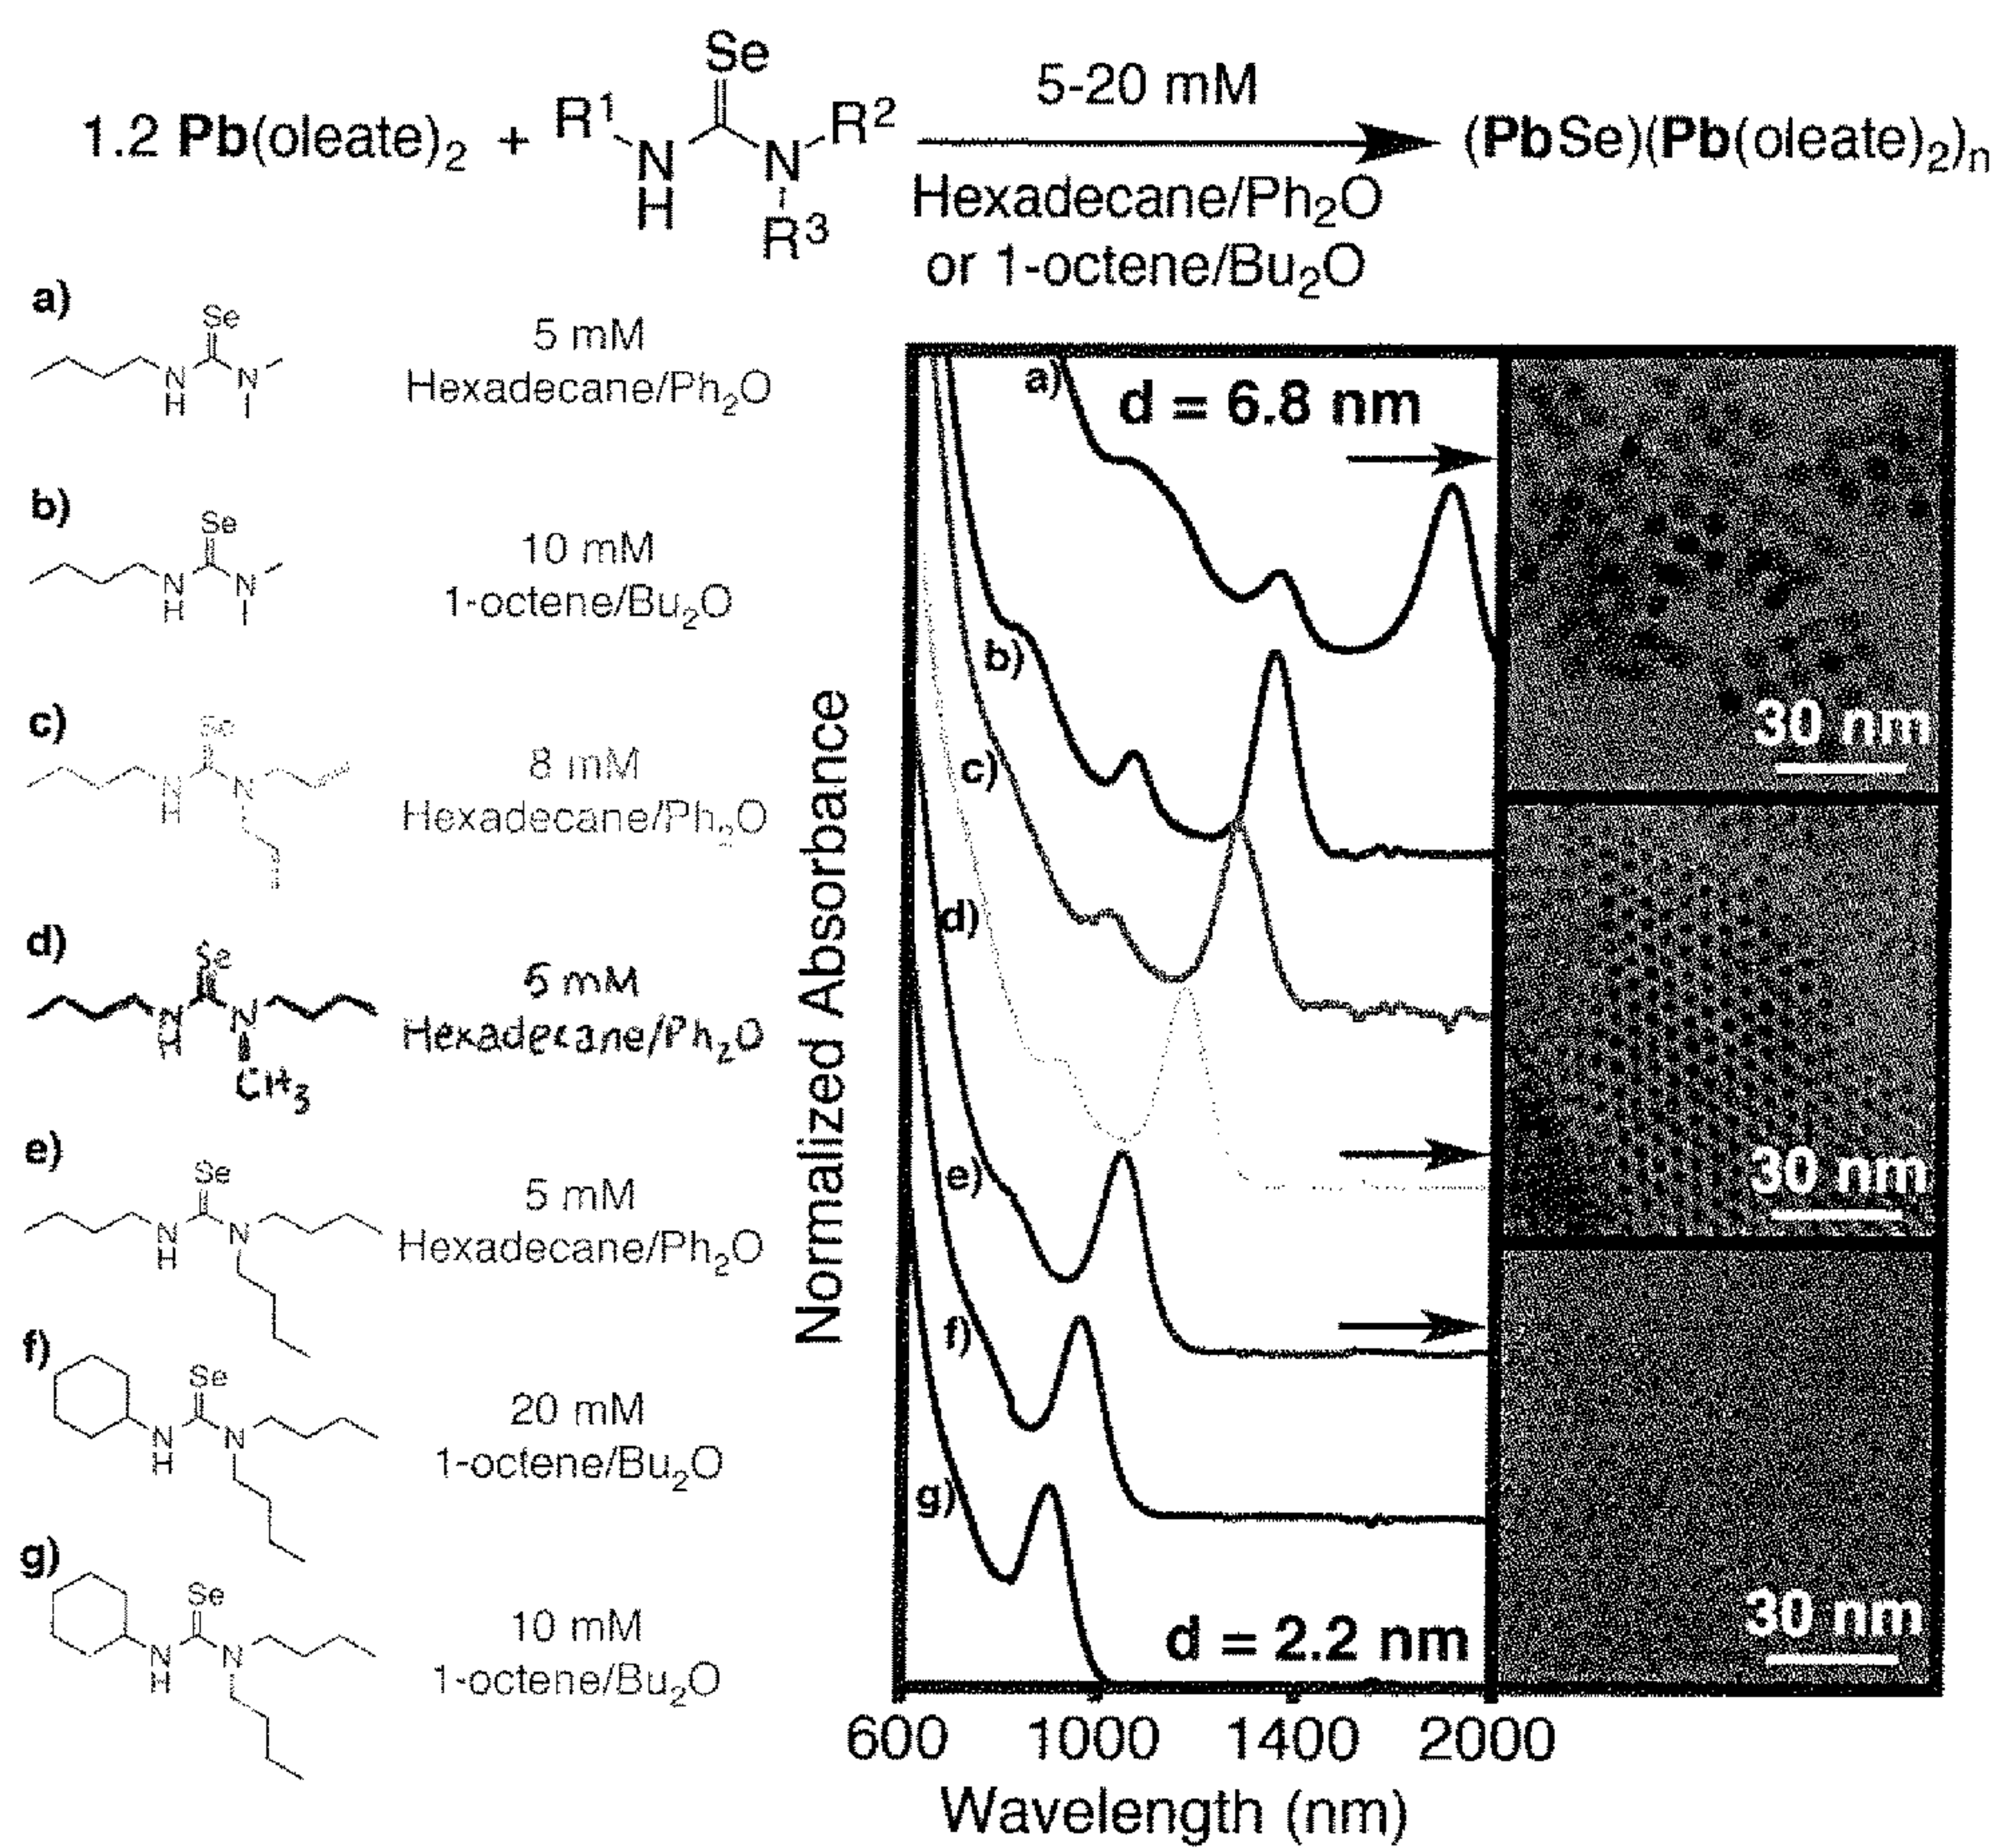 1.2 Pb(oleate)2 + R1 N H Se N R2 R3 5-20 mM (PbSe)(Pb(oleate)2)n
Hexadecane/Ph2O
or 1-octene/Bu2O
a)
Se
N
H
N
5 mM
Hexadecane/Ph2O
b)
Se
N
H
N
10 mM
1-octene/Bu2O
c)
Se
N
H
N
8 mM
Hexadecane/Ph2O
d)
Se
N
H
N
CH3
5 mM
Hexadecane/Ph2O
e)
Se
N
H
N
5 mM
Hexadecane/Ph2O
f)
Se
N
H
N
20 mM
1-octene/Bu2O
g)
Se
N
H
N
10 mM
1-octene/Bu2O
Normalized Absorbance
a)
d = 6.8 nm
b)
c)
d)
e)
f)
g)
d = 2.2 nm
600 1000 1400 2000
Wavelength (nm)
30 nm
30 nm
30 nm